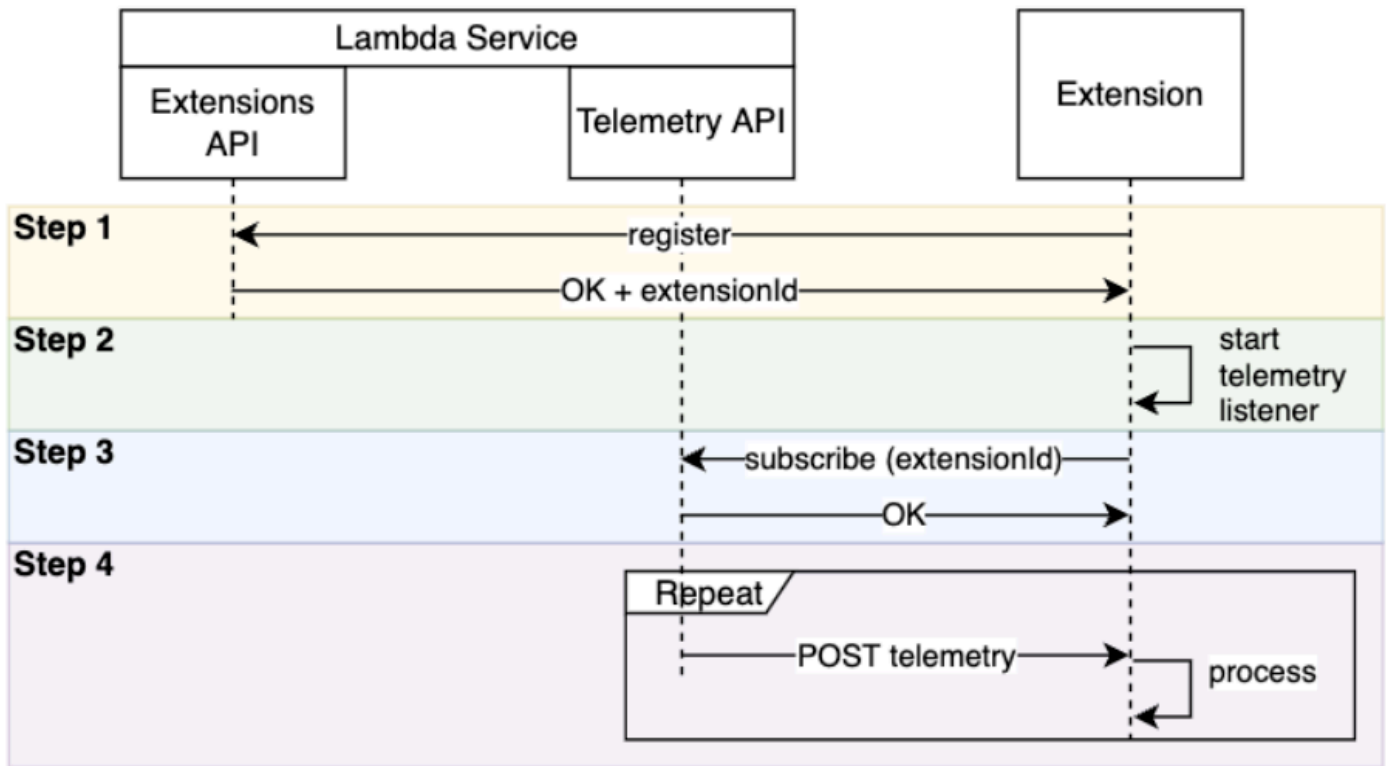 Lambda Service
Extensions
API
Telemetry API
Extension
Step 1
register
OK + extensionId
Step 2
start
telemetry
listener
Step 3
subscribe (extensionId)
OK
Step 4
Repeat
POST telemetry
process